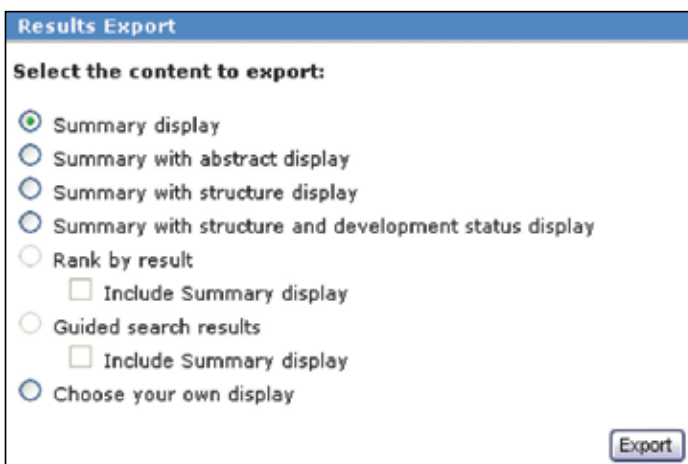 Results Export
Select the content to export:
Summary display
Summary with abstract display
Summary with structure display
Summary with structure and development status display
Rank by result
Include Summary display
Guided search results
Include Summary display
Choose your own display
Export